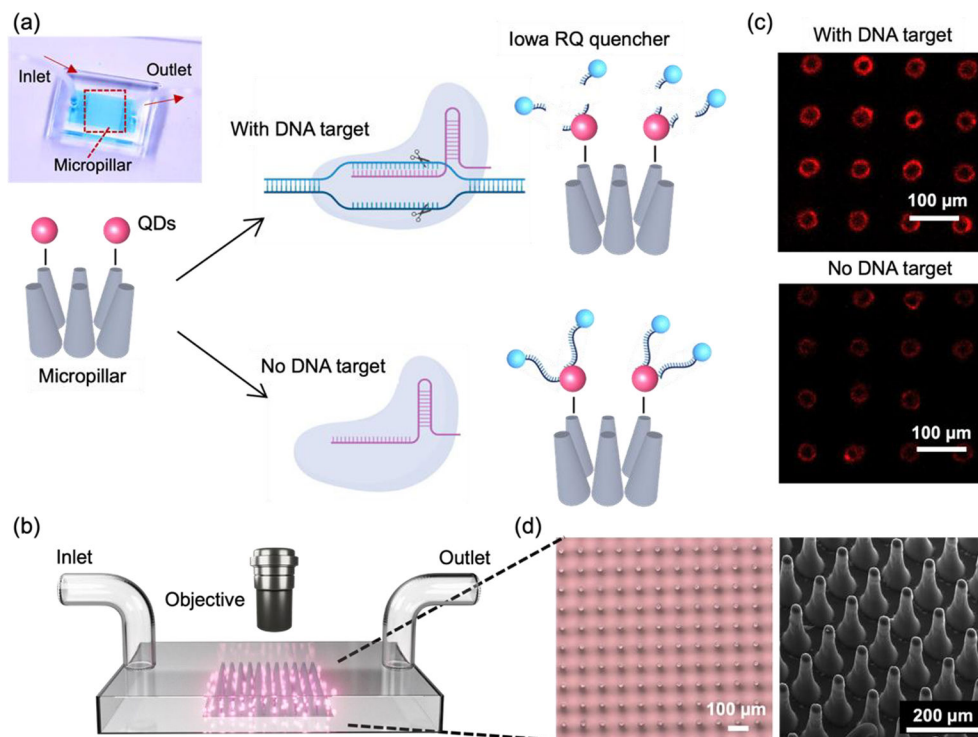 (a)
Inlet
Outlet
Micropillar
QDs
Micropillar
With DNA target
No DNA target
Iowa RQ quencher
(c)
With DNA target
100 µm
No DNA target
100 µm
(b)
Inlet
Objective
Outlet
(d)
100 µm
200 µm